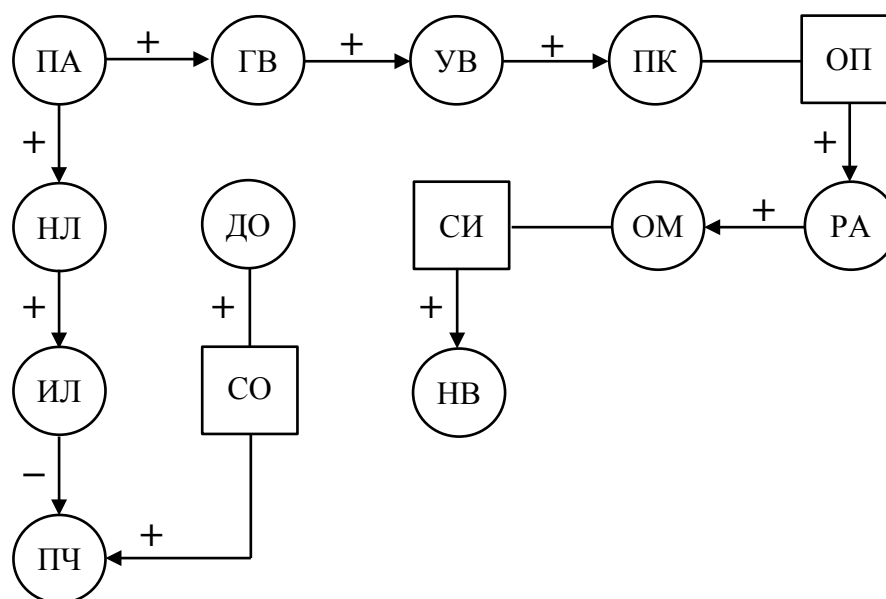 ПА + ГВ + УВ + ПК ОП
+ +
НЛ ДО СИ ОМ + РА
+ + +
ИЛ СО НВ
−
ПЧ +